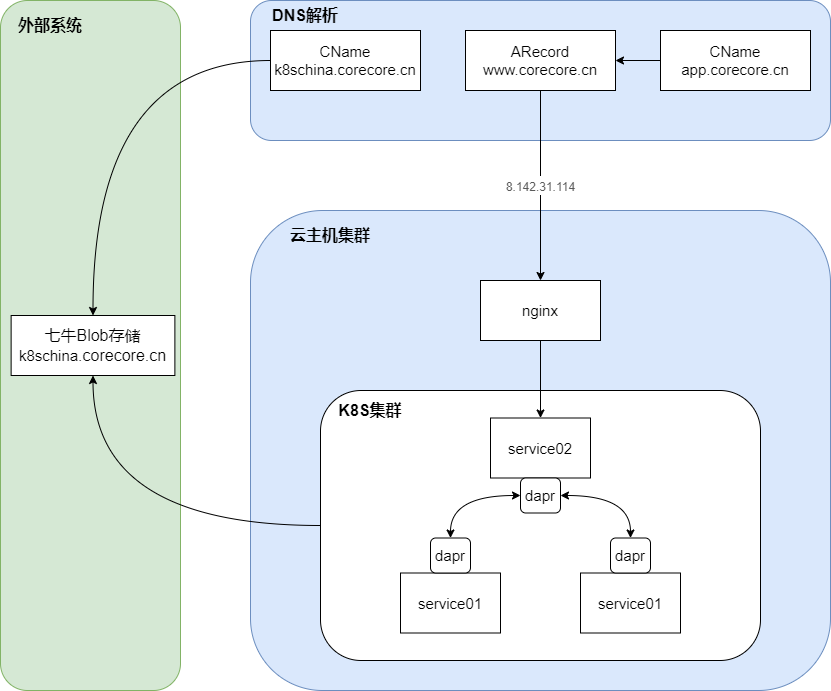 外部系统
DNS解析
CName
k8schina.corecore.cn
ARecord
www.corecore.cn
CName
app.corecore.cn
8.142.31.114
云主机集群
nginx
七牛Blob存储
k8schina.corecore.cn
K8S集群
service02
dapr
dapr
dapr
service01
service01